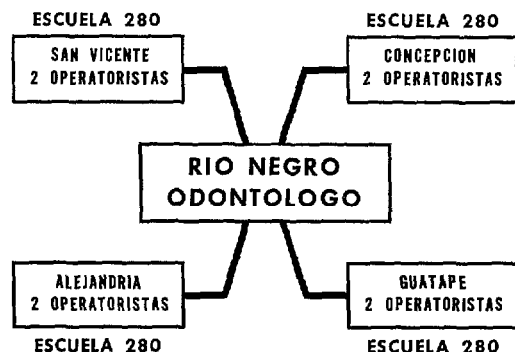 ESCUELA 280
SAN VICENTE
2 OPERATORISTAS
ESCUELA 280
CONCEPCION
2 OPERATORISTAS
RIO NEGRO
ODONTOLOGO
ALEJANDRIA
2 OPERATORISTAS
ESCUELA 280
GUATAPE
2 OPERATORISTAS
ESCUELA 280